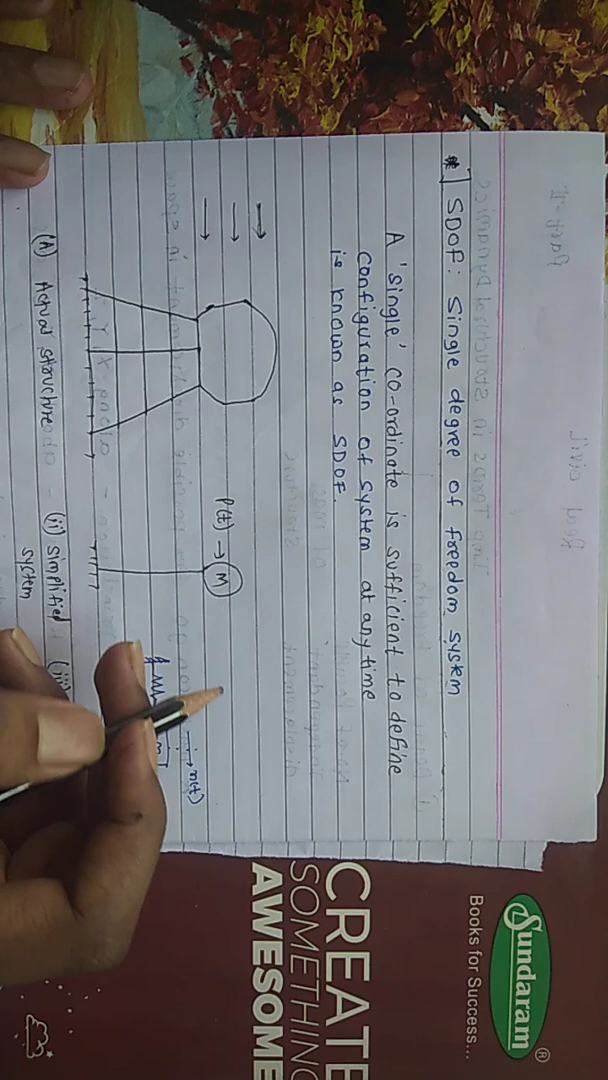 *] SDOF: Single degree of freedom system
A 'single' co-ordinate is sufficient to define
configuration of system at any time
is known as SDOF.
P(t) → M
x(t)
m
(A) Actual structure
(ii) Simplified
system
(iii)
Sundaram®
Books for Success...
CREATE
SOMETHING
AWESOME